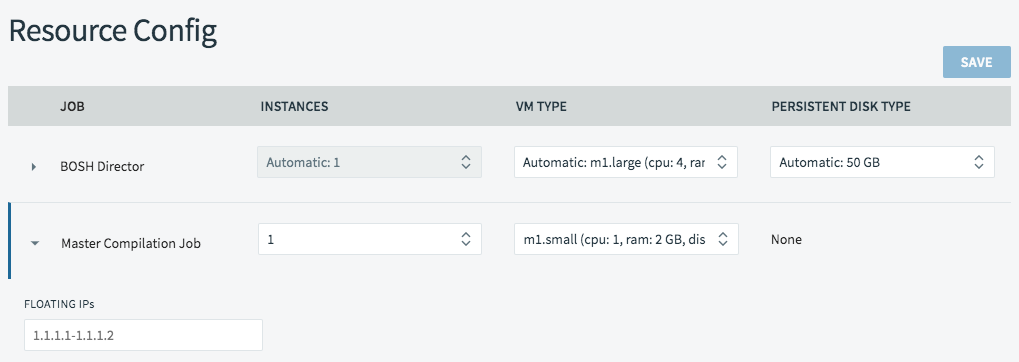 Resource Config
SAVE
JOB INSTANCES VM TYPE PERSISTENT DISK TYPE
BOSH Director Automatic: 1 Automatic: m1.large (cpu: 4, rar Automatic: 50 GB
Master Compilation Job 1 m1.small (cpu: 1, ram: 2 GB, dis None
FLOATING IPs
1.1.1.1-1.1.1.2